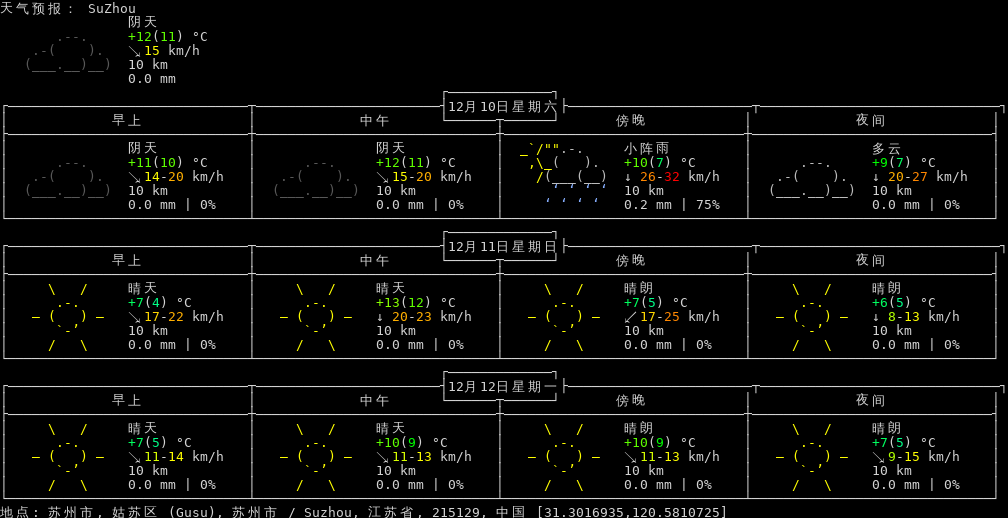 天气预报: SuZhou
阴天
+12(11) °C
↘ 15 km/h
10 km
0.0 mm
12月10日星期六
早上 中午 傍晚 夜间
阴天 阴天 小阵雨 多云
+11(10) °C +12(11) °C +10(7) °C +9(7) °C
↘ 14-20 km/h ↘ 15-20 km/h ↓ 26-32 km/h ↓ 20-27 km/h
10 km 10 km 10 km 10 km
0.0 mm | 0% 0.0 mm | 0% 0.2 mm | 75% 0.0 mm | 0%
12月11日星期日
早上 中午 傍晚 夜间
晴天 晴天 晴朗 晴朗
+7(4) °C +13(12) °C +7(5) °C +6(5) °C
↘ 17-22 km/h ↓ 20-23 km/h ↙ 17-25 km/h ↓ 8-13 km/h
10 km 10 km 10 km 10 km
0.0 mm | 0% 0.0 mm | 0% 0.0 mm | 0% 0.0 mm | 0%
12月12日星期一
早上 中午 傍晚 夜间
晴天 晴天 晴朗 晴朗
+7(5) °C +10(9) °C +10(9) °C +7(5) °C
↘ 11-14 km/h ↘ 11-13 km/h ↘ 11-13 km/h ↘ 9-15 km/h
10 km 10 km 10 km 10 km
0.0 mm | 0% 0.0 mm | 0% 0.0 mm | 0% 0.0 mm | 0%
地点: 苏州市, 姑苏区 (Gusu), 苏州市 / Suzhou, 江苏省, 215129, 中国 [31.3016935,120.5810725]